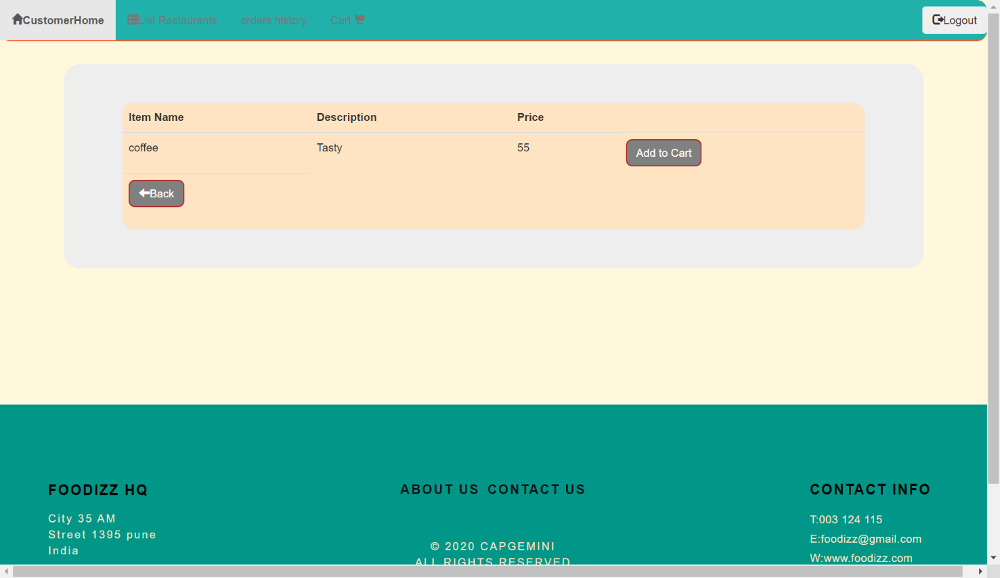 CustomerHome List Restaurants orders history Cart Logout
Item Name Description Price
coffee Tasty 55 Add to Cart
Back
FOODIZZ HQ
City 35 AM
Street 1395 pune
India
ABOUT US CONTACT US
© 2020 CAPGEMINI
ALL RIGHTS RESERVED
CONTACT INFO
T:003 124 115
E:foodizz@gmail.com
W:www.foodizz.com